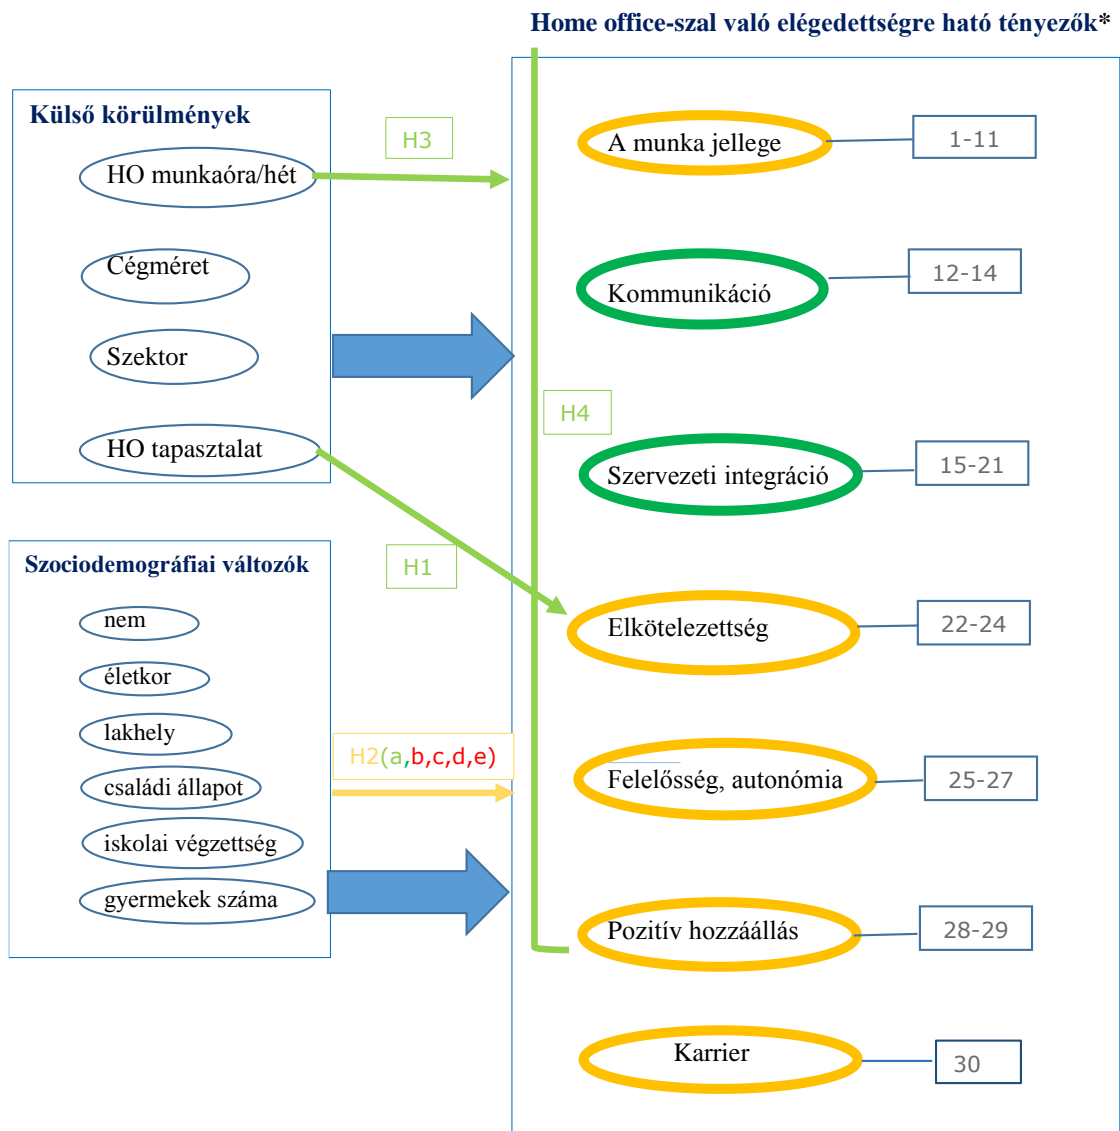 Home office-szal való elégedettségre ható tényezők*
Külső körülmények
HO munkaóra/hét
Cégméret
Szektor
HO tapasztalat
Szociodemográfiai változók
nem
életkor
lakhely
családi állapot
iskolai végzettség
gyermekek száma
H3
H1
H2(a,b,c,d,e)
H4
A munka jellege
1-11
Kommunikáció
12-14
Szervezeti integráció
15-21
Elkötelezettség
22-24
Felelősség, autonómia
25-27
Pozitív hozzáállás
28-29
Karrier
30